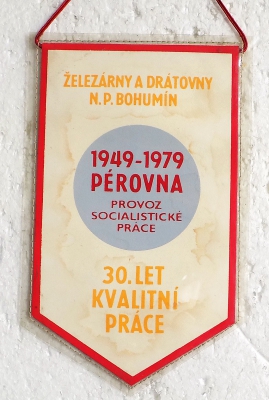 ŽELEZÁRNY A DRÁTOVNY
N.P. BOHUMÍN
1949-1979
PÉROVNA
PROVOZ
SOCIALISTICKÉ
PRÁCE
30. LET
KVALITNÍ
PRÁCE